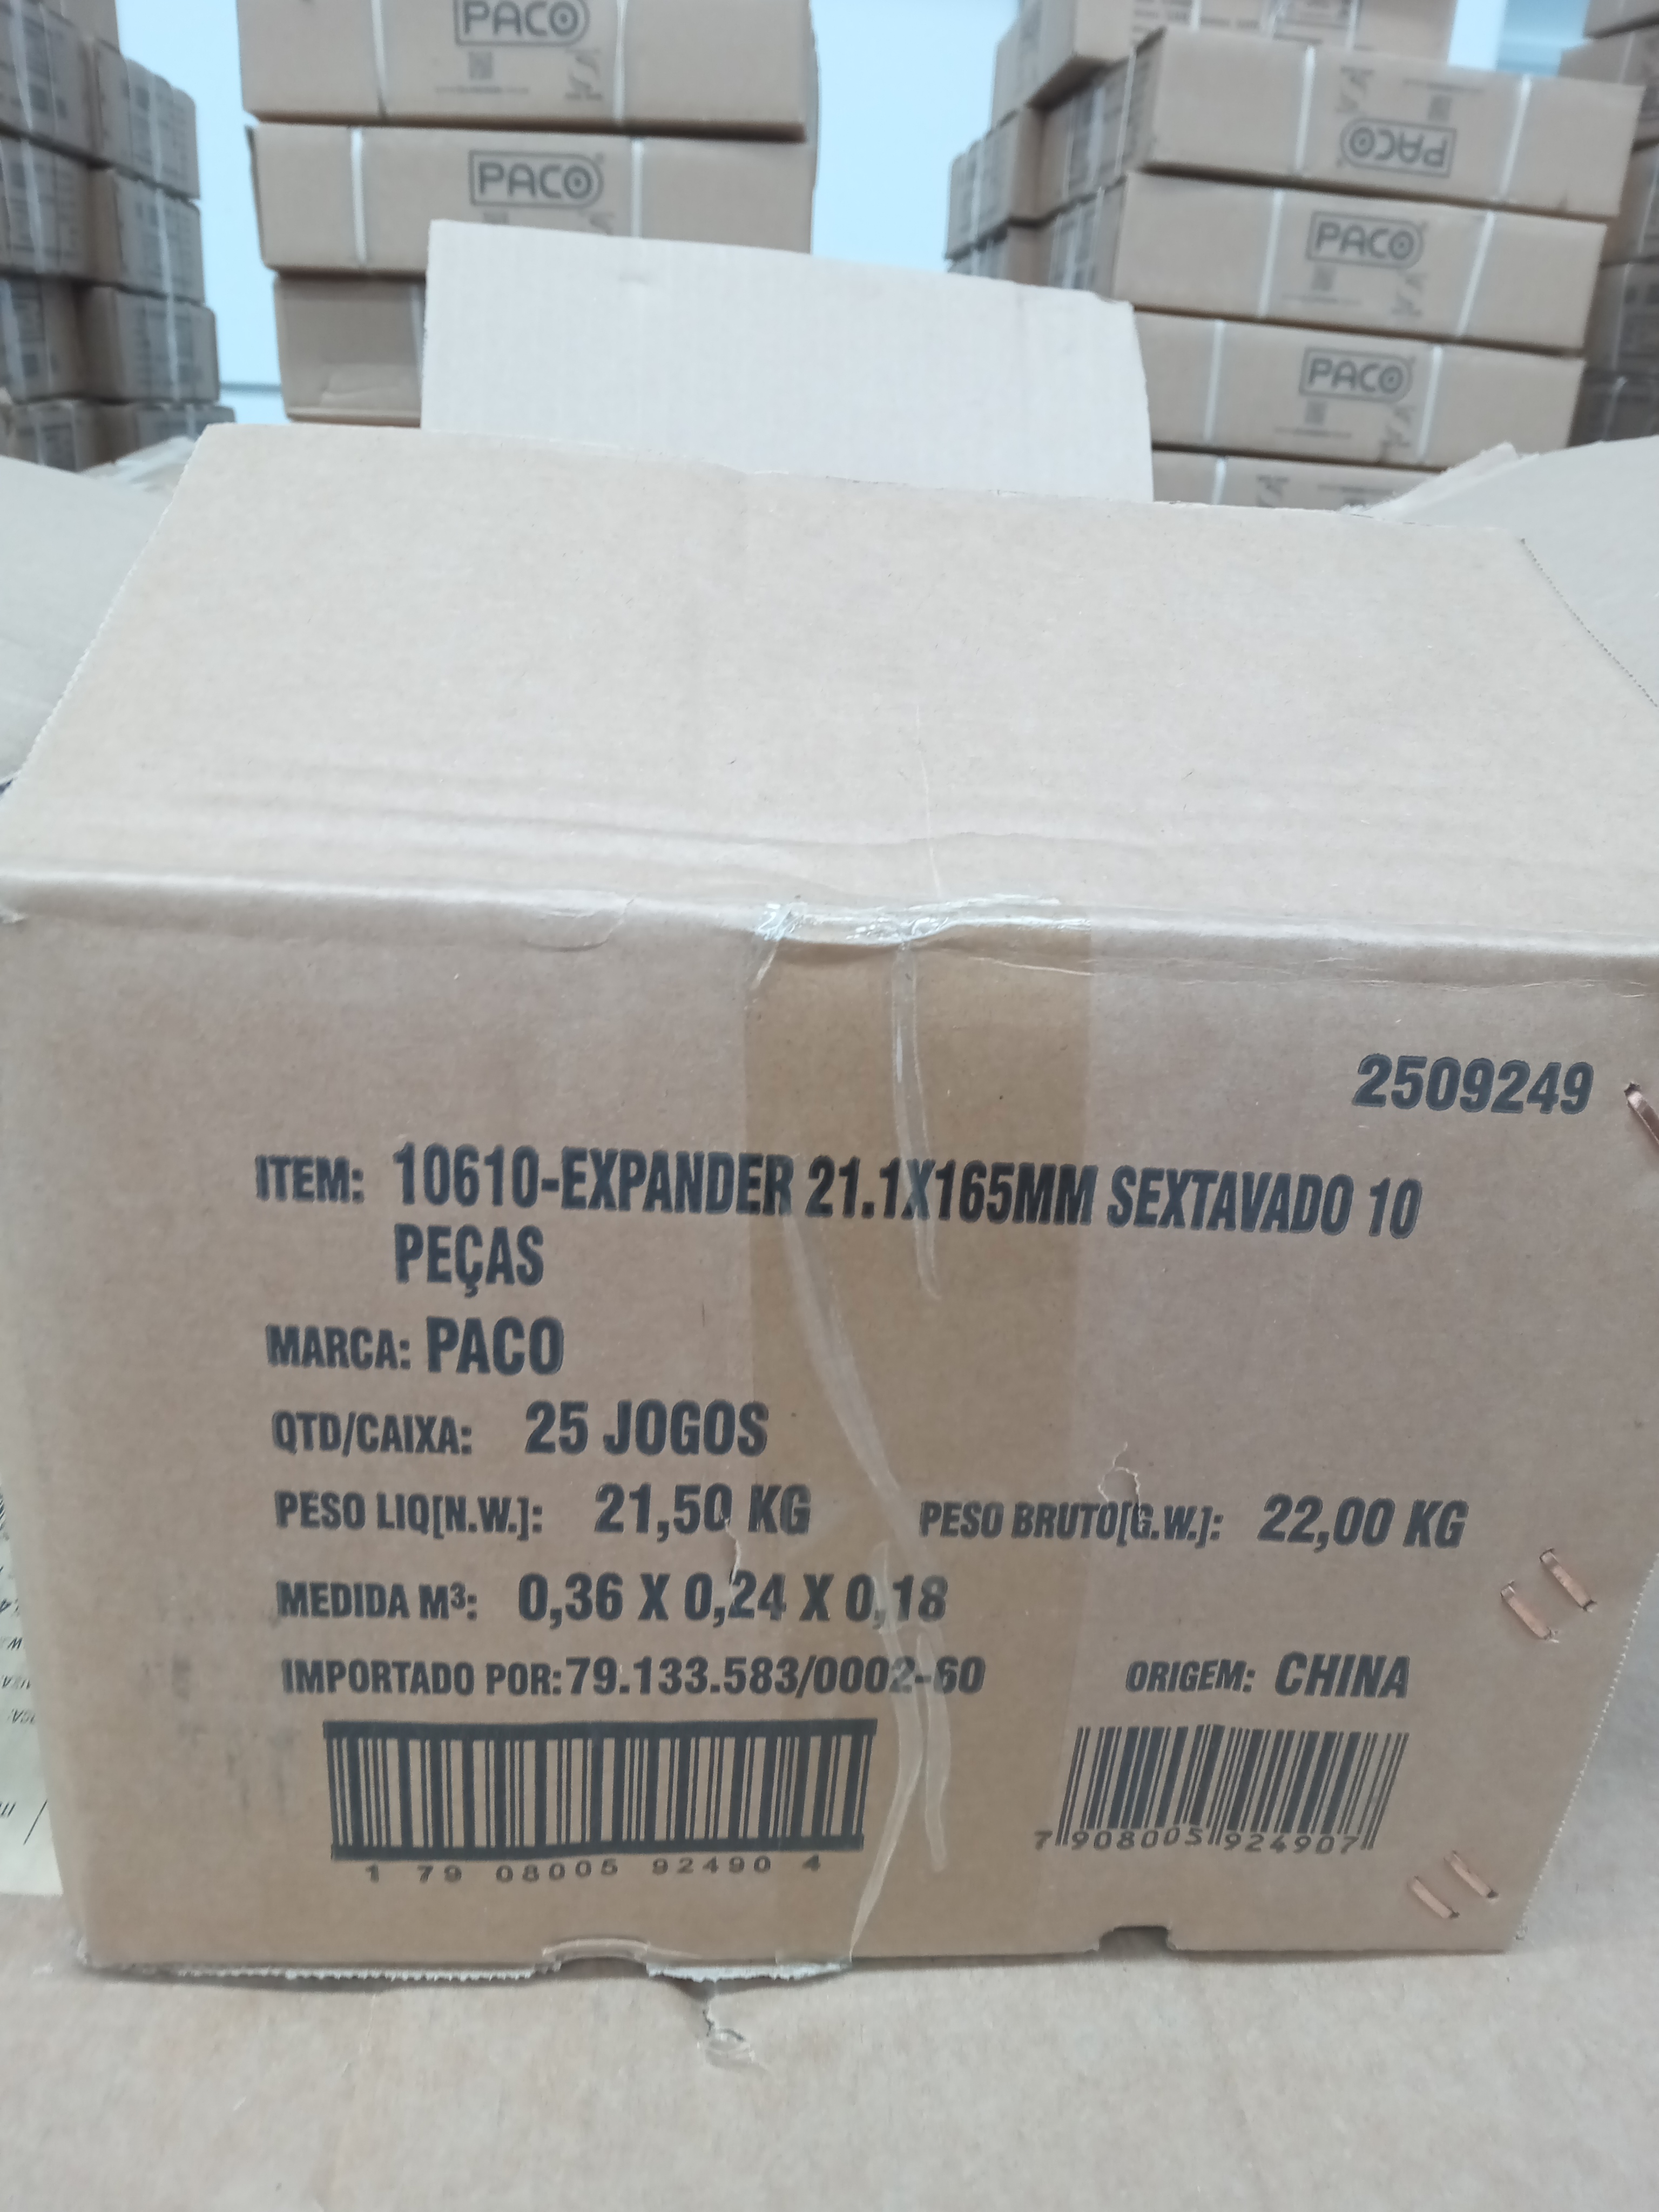 PACO
PACO
PACO
PACO
PACO
2509249
ITEM: 10610-EXPANDER 21.1X165MM SEXTAVADO 10
PEÇAS
MARCA: PACO
QTD/CAIXA: 25 JOGOS
PESO LIQ[N.W.]: 21,50 KG PESO BRUTO[G.W.]: 22,00 KG
MEDIDA M³: 0,36 X 0,24 X 0,18
IMPORTADO POR:79.133.583/0002-60 ORIGEM: CHINA
1 79 08005 92490 4
7 908005 924907